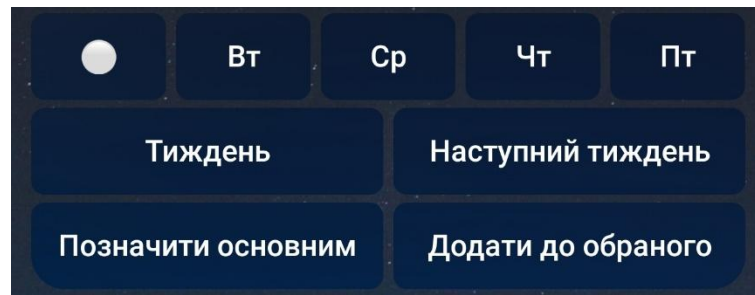 ⚪ Вт Ср Чт Пт
Тиждень Наступний тиждень
Позначити основним Додати до обраного